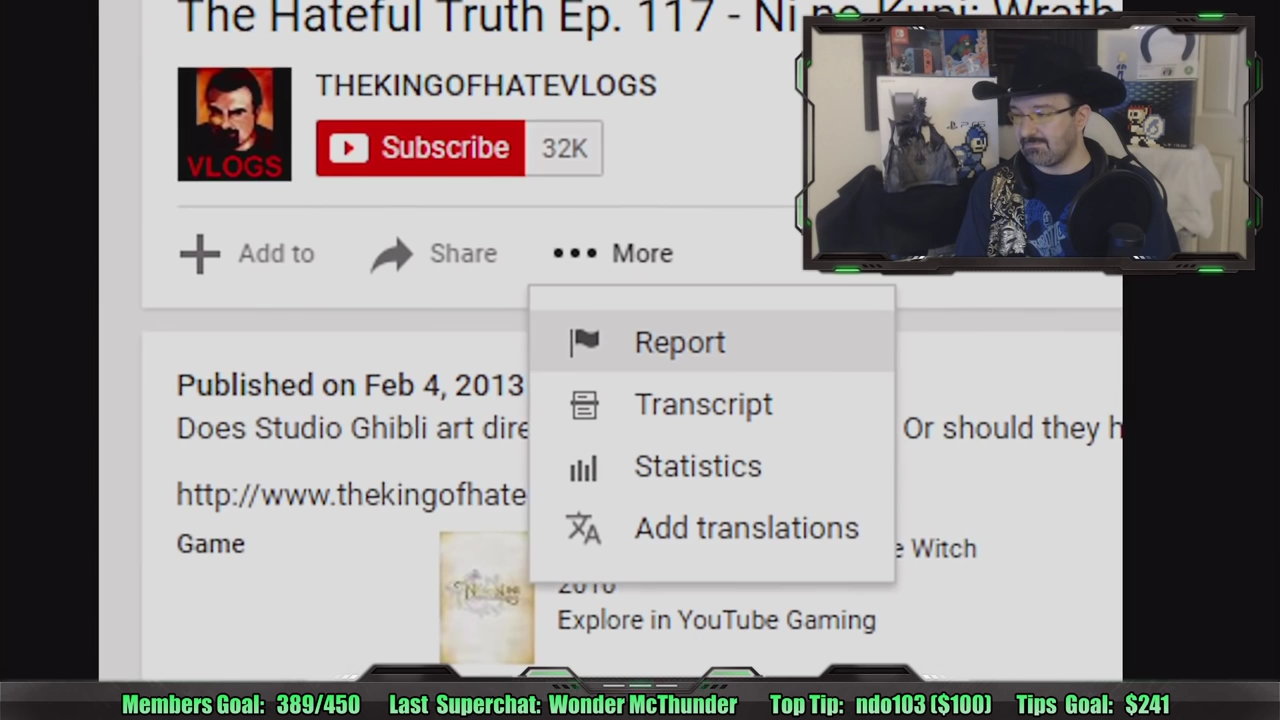 The Hateful Truth Ep. 117 - Ni no Kuni: Wrath
THEKINGOFHATEVLOGS
VLOGS
Subscribe 32K
Add to Share More
Report
Transcript
Statistics
Add translations
Published on Feb 4, 2013
Does Studio Ghibli art dire Or should they h
http://www.thekingofhate
Game
e Witch
2010
Explore in YouTube Gaming
PS5
Members Goal: 389/450 Last Superchat: Wonder McThunder Top Tip: ndo103 ($100) Tips Goal: $241